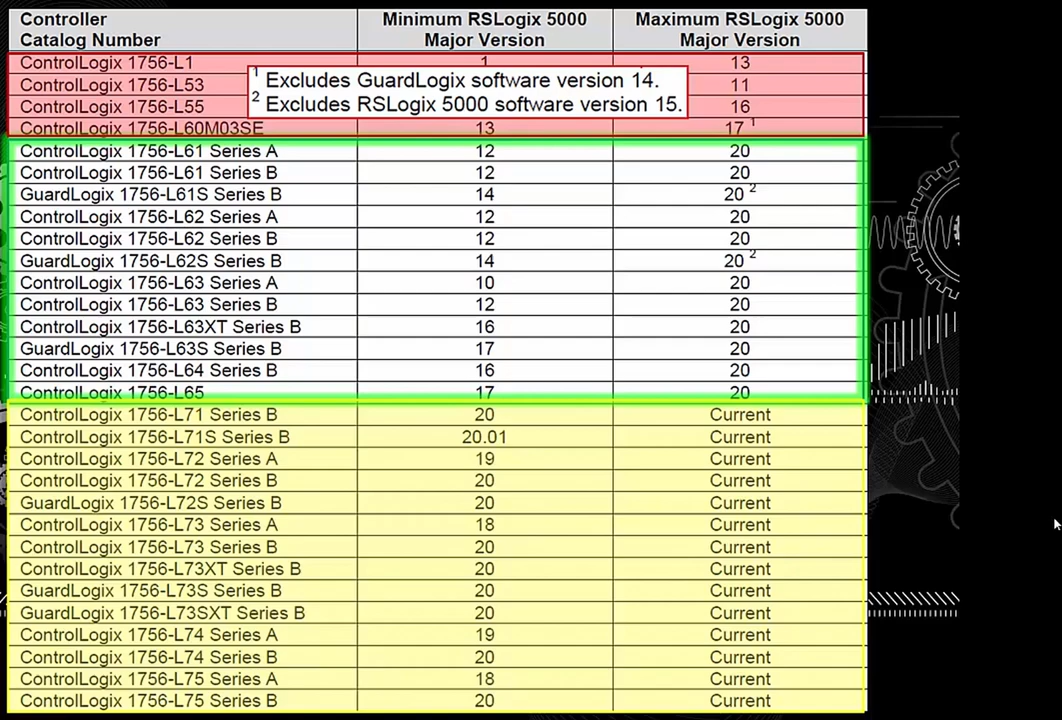 Controller Catalog Number Minimum RSLogix 5000 Major Version Maximum RSLogix 5000 Major Version
ControlLogix 1756-L1 1 13
ControlLogix 1756-L53 11
ControlLogix 1756-L55 16
ControlLogix 1756-L60M03SE 13 17 ¹
¹ Excludes GuardLogix software version 14.
² Excludes RSLogix 5000 software version 15.
ControlLogix 1756-L61 Series A 12 20
ControlLogix 1756-L61 Series B 12 20
GuardLogix 1756-L61S Series B 14 20 ²
ControlLogix 1756-L62 Series A 12 20
ControlLogix 1756-L62 Series B 12 20
GuardLogix 1756-L62S Series B 14 20 ²
ControlLogix 1756-L63 Series A 10 20
ControlLogix 1756-L63 Series B 12 20
ControlLogix 1756-L63XT Series B 16 20
GuardLogix 1756-L63S Series B 17 20
ControlLogix 1756-L64 Series B 16 20
ControlLogix 1756-L65 17 20
ControlLogix 1756-L71 Series B 20 Current
ControlLogix 1756-L71S Series B 20.01 Current
ControlLogix 1756-L72 Series A 19 Current
ControlLogix 1756-L72 Series B 20 Current
GuardLogix 1756-L72S Series B 20 Current
ControlLogix 1756-L73 Series A 18 Current
ControlLogix 1756-L73 Series B 20 Current
ControlLogix 1756-L73XT Series B 20 Current
GuardLogix 1756-L73S Series B 20 Current
GuardLogix 1756-L73SXT Series B 20 Current
ControlLogix 1756-L74 Series A 19 Current
ControlLogix 1756-L74 Series B 20 Current
ControlLogix 1756-L75 Series A 18 Current
ControlLogix 1756-L75 Series B 20 Current